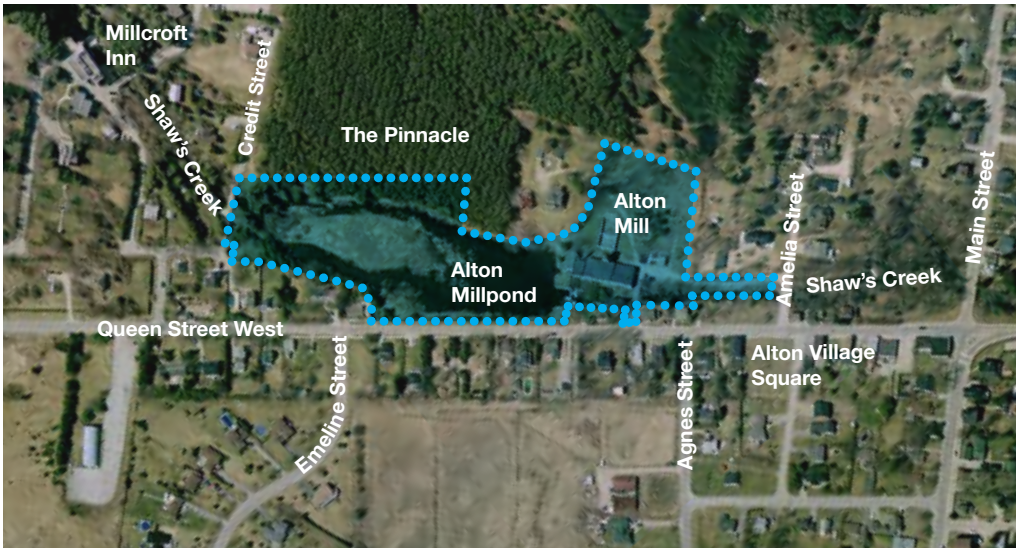 Millcroft
Inn
Credit Street
Shaw's Creek
The Pinnacle
Alton
Mill
Main Street
Amelia Street
Alton
Millpond
Shaw's Creek
Queen Street West
Emeline Street
Agnes Street
Alton Village
Square